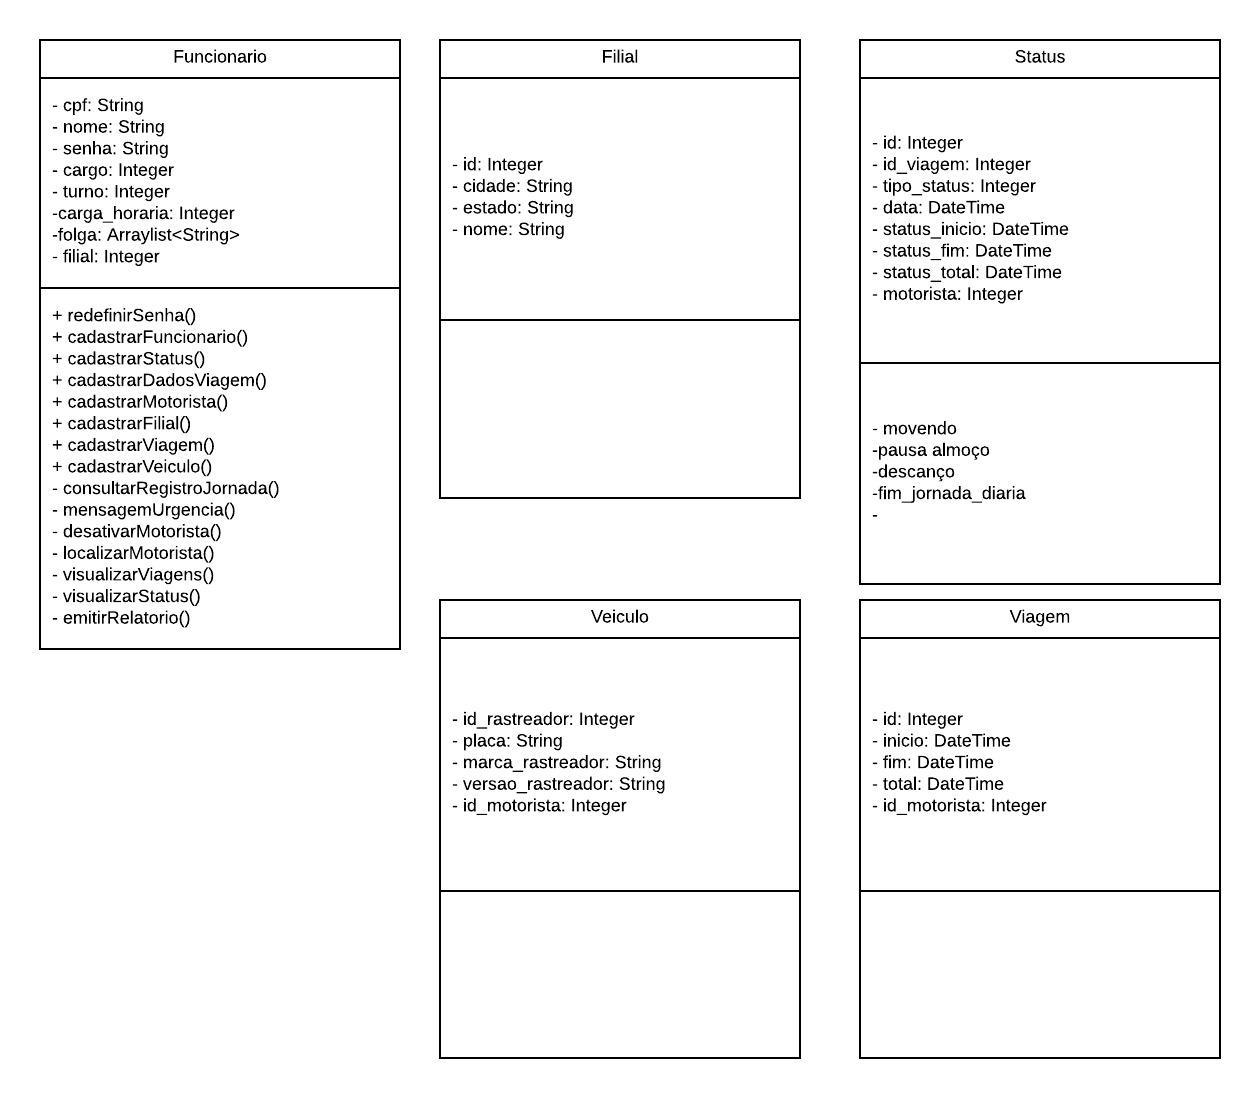 Funcionario
- cpf: String
- nome: String
- senha: String
- cargo: Integer
- turno: Integer
-carga_horaria: Integer
-folga: Arraylist<String>
- filial: Integer
+ redefinirSenha()
+ cadastrarFuncionario()
+ cadastrarStatus()
+ cadastrarDadosViagem()
+ cadastrarMotorista()
+ cadastrarFilial()
+ cadastrarViagem()
+ cadastrarVeiculo()
- consultarRegistroJornada()
- mensagemUrgencia()
- desativarMotorista()
- localizarMotorista()
- visualizarViagens()
- visualizarStatus()
- emitirRelatorio()
Filial
- id: Integer
- cidade: String
- estado: String
- nome: String
Status
- id: Integer
- id_viagem: Integer
- tipo_status: Integer
- data: DateTime
- status_inicio: DateTime
- status_fim: DateTime
- status_total: DateTime
- motorista: Integer
- movendo
-pausa almoço
-descanço
-fim_jornada_diaria
-
Veiculo
- id_rastreador: Integer
- placa: String
- marca_rastreador: String
- versao_rastreador: String
- id_motorista: Integer
Viagem
- id: Integer
- inicio: DateTime
- fim: DateTime
- total: DateTime
- id_motorista: Integer